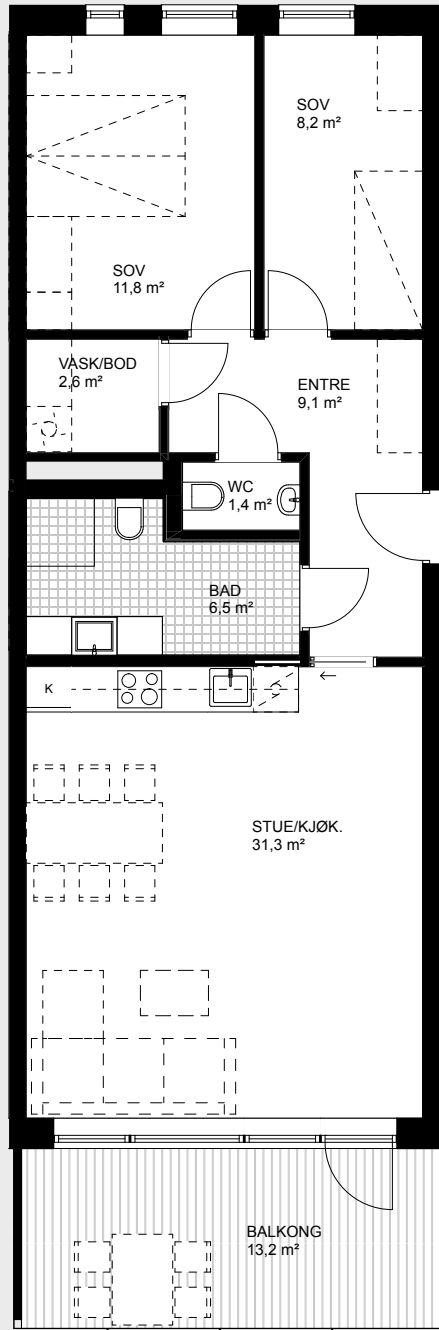 SOV
8,2 m²
SOV
11,8 m²
VASK/BOD
2,6 m²
ENTRE
9,1 m²
WC
1,4 m²
BAD
6,5 m²
K
STUE/KJØK.
31,3 m²
BALKONG
13,2 m²